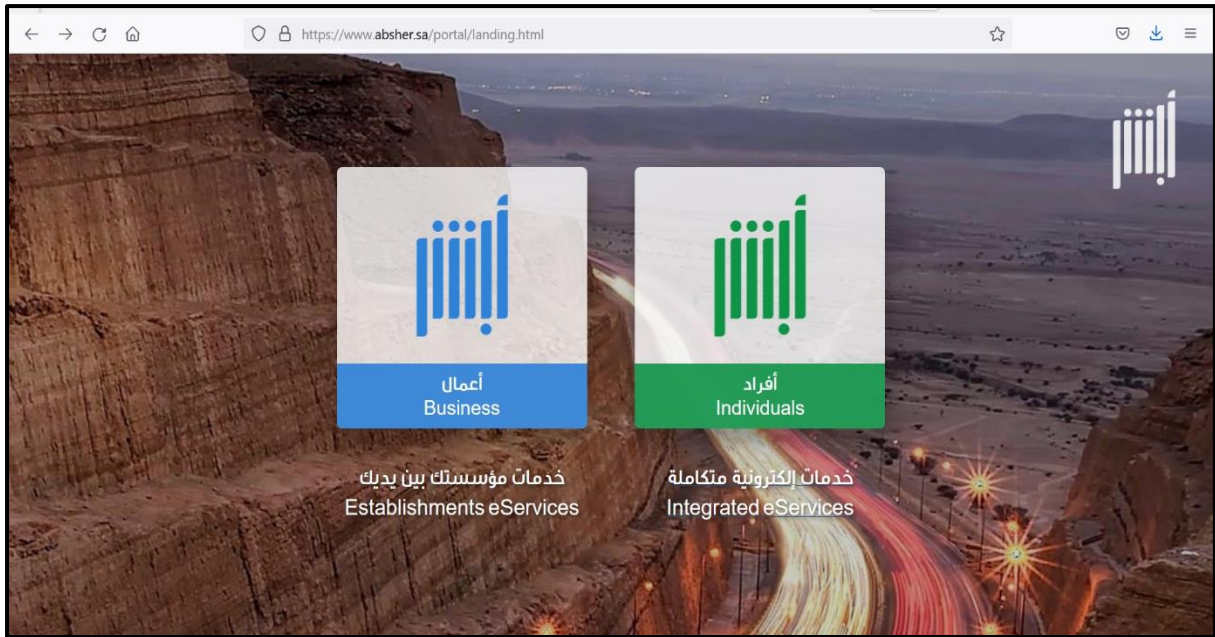 https://www.absher.sa/portal/landing.html
أبشر
أبشر
أبشر
أعمال
Business
أفراد
Individuals
خدمات مؤسستك بين يديك
Establishments eServices
خدمات إلكترونية متكاملة
Integrated eServices